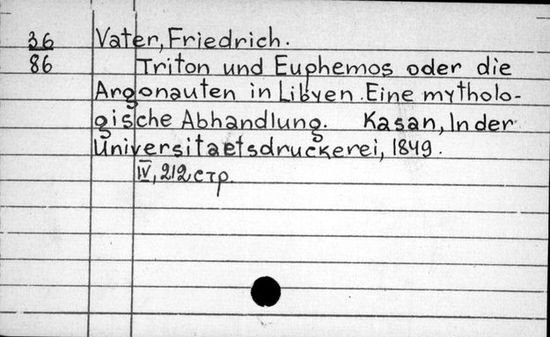 36 Vater, Friedrich.
86 Triton und Euphemos oder die
Argonauten in Libyen. Eine mytholo-
gische Abhandlung. Kasan, In der
Universitaetsdruckerei, 1849.
IV, 212 стр.